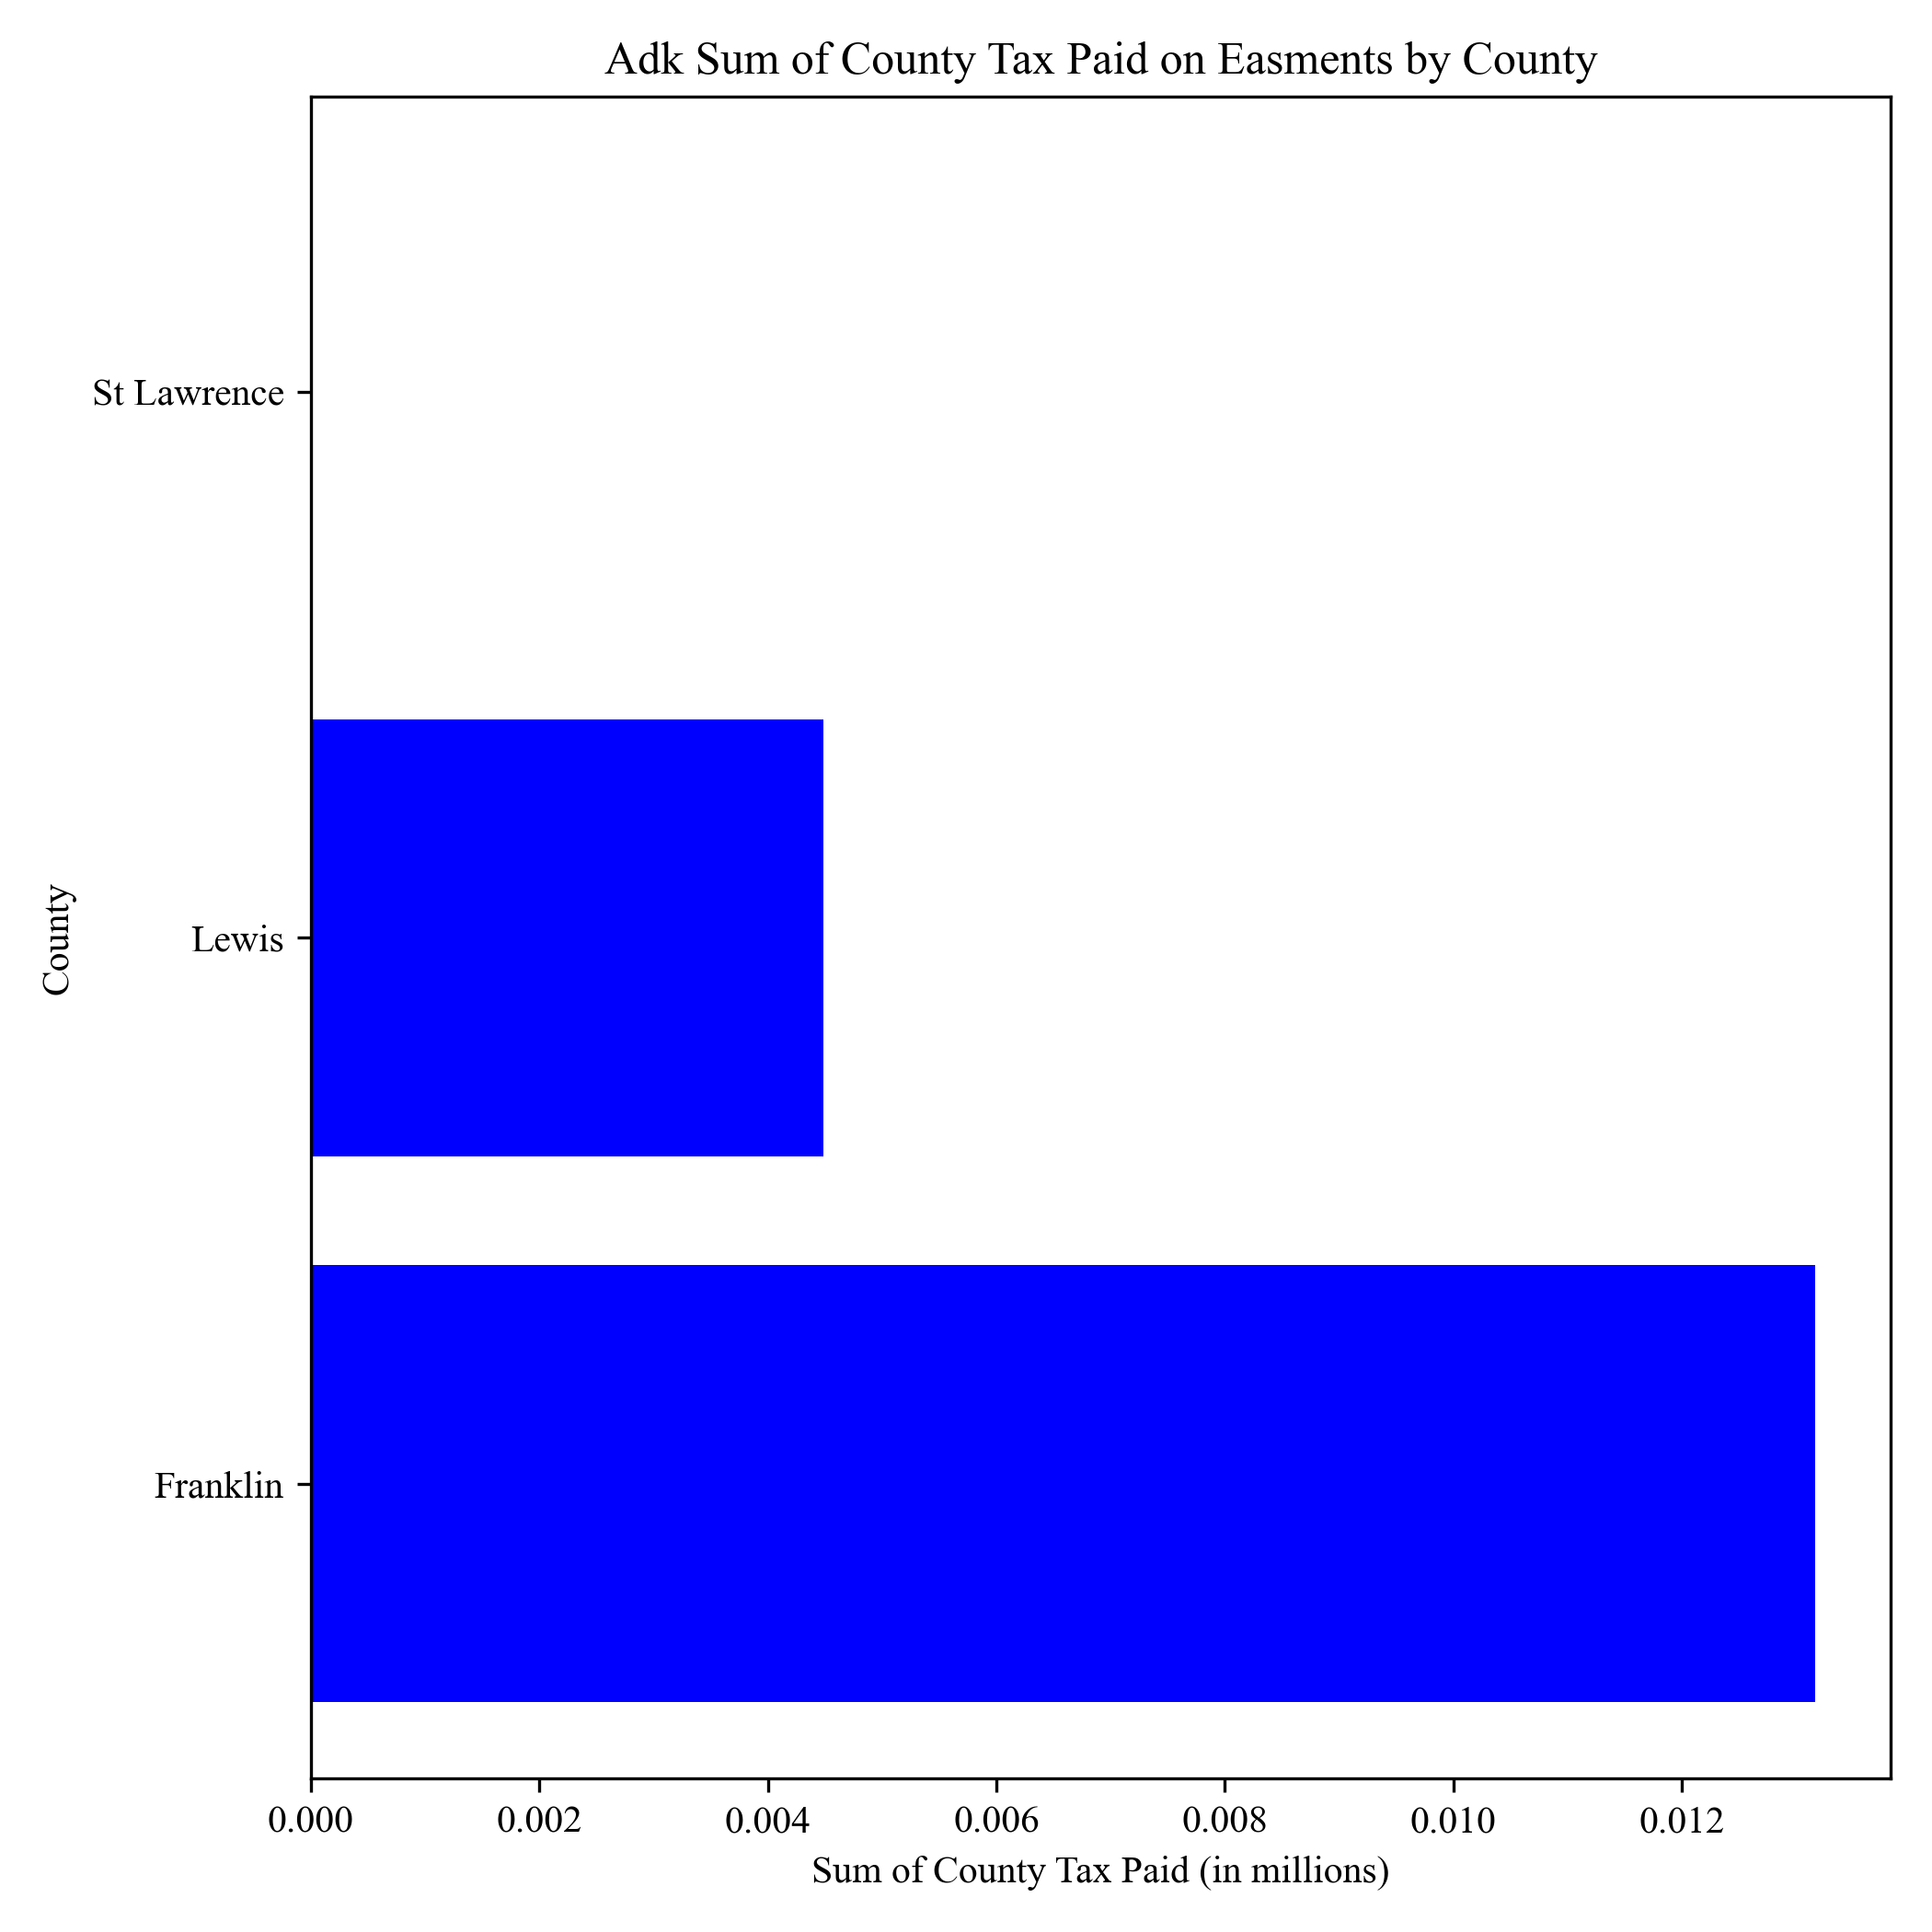 Adk Sum of County Tax Paid on Easments by County
St Lawrence
Lewis
Franklin
County
0.000 0.002 0.004 0.006 0.008 0.010 0.012
Sum of County Tax Paid (in millions)